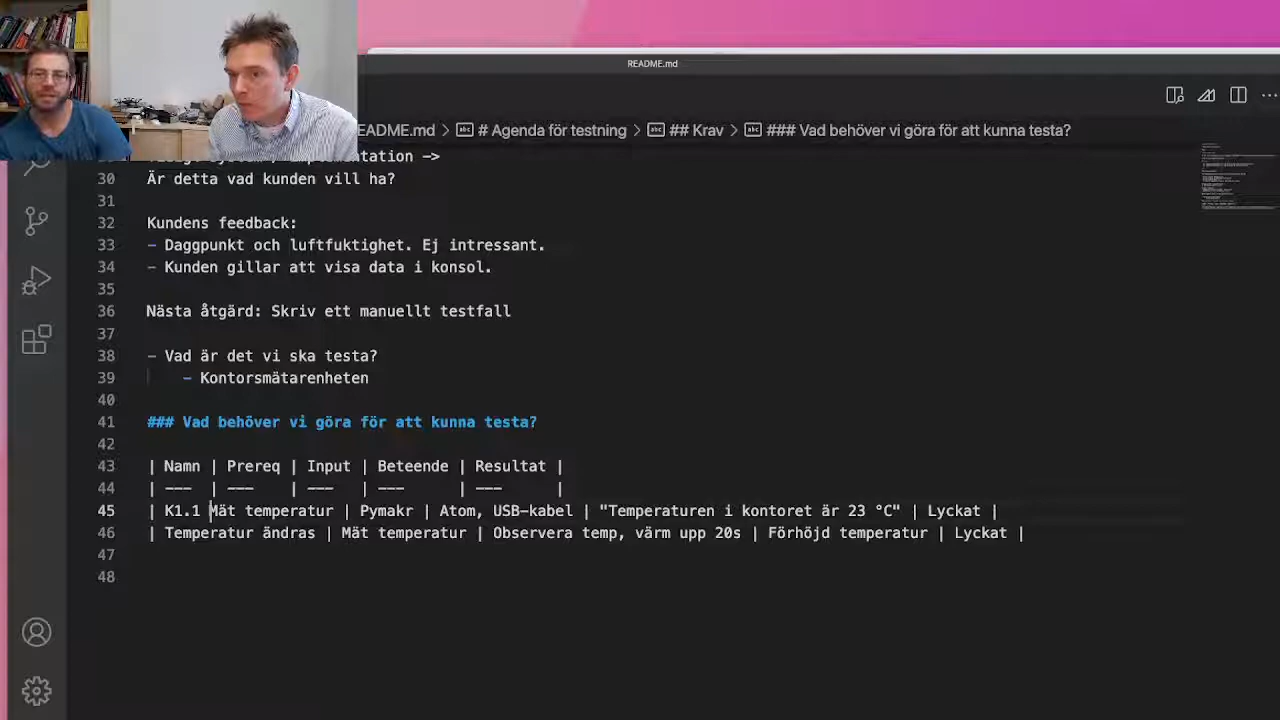 README.md
EADME.md > # Agenda för testning > ## Krav > ### Vad behöver vi göra för att kunna testa?
ntation ->
30 Är detta vad kunden vill ha?
31
32 Kundens feedback:
33 - Daggpunkt och luftfuktighet. Ej intressant.
34 - Kunden gillar att visa data i konsol.
35
36 Nästa åtgärd: Skriv ett manuellt testfall
37
38 - Vad är det vi ska testa?
39 - Kontorsmätarenheten
40
41 ### Vad behöver vi göra för att kunna testa?
42
43 | Namn | Prereq | Input | Beteende | Resultat |
44 | --- | --- | --- | --- | --- |
45 | K1.1 Mät temperatur | Pymakr | Atom, USB-kabel | "Temperaturen i kontoret är 23 °C" | Lyckat |
46 | Temperatur ändras | Mät temperatur | Observera temp, värm upp 20s | Förhöjd temperatur | Lyckat |
47
48